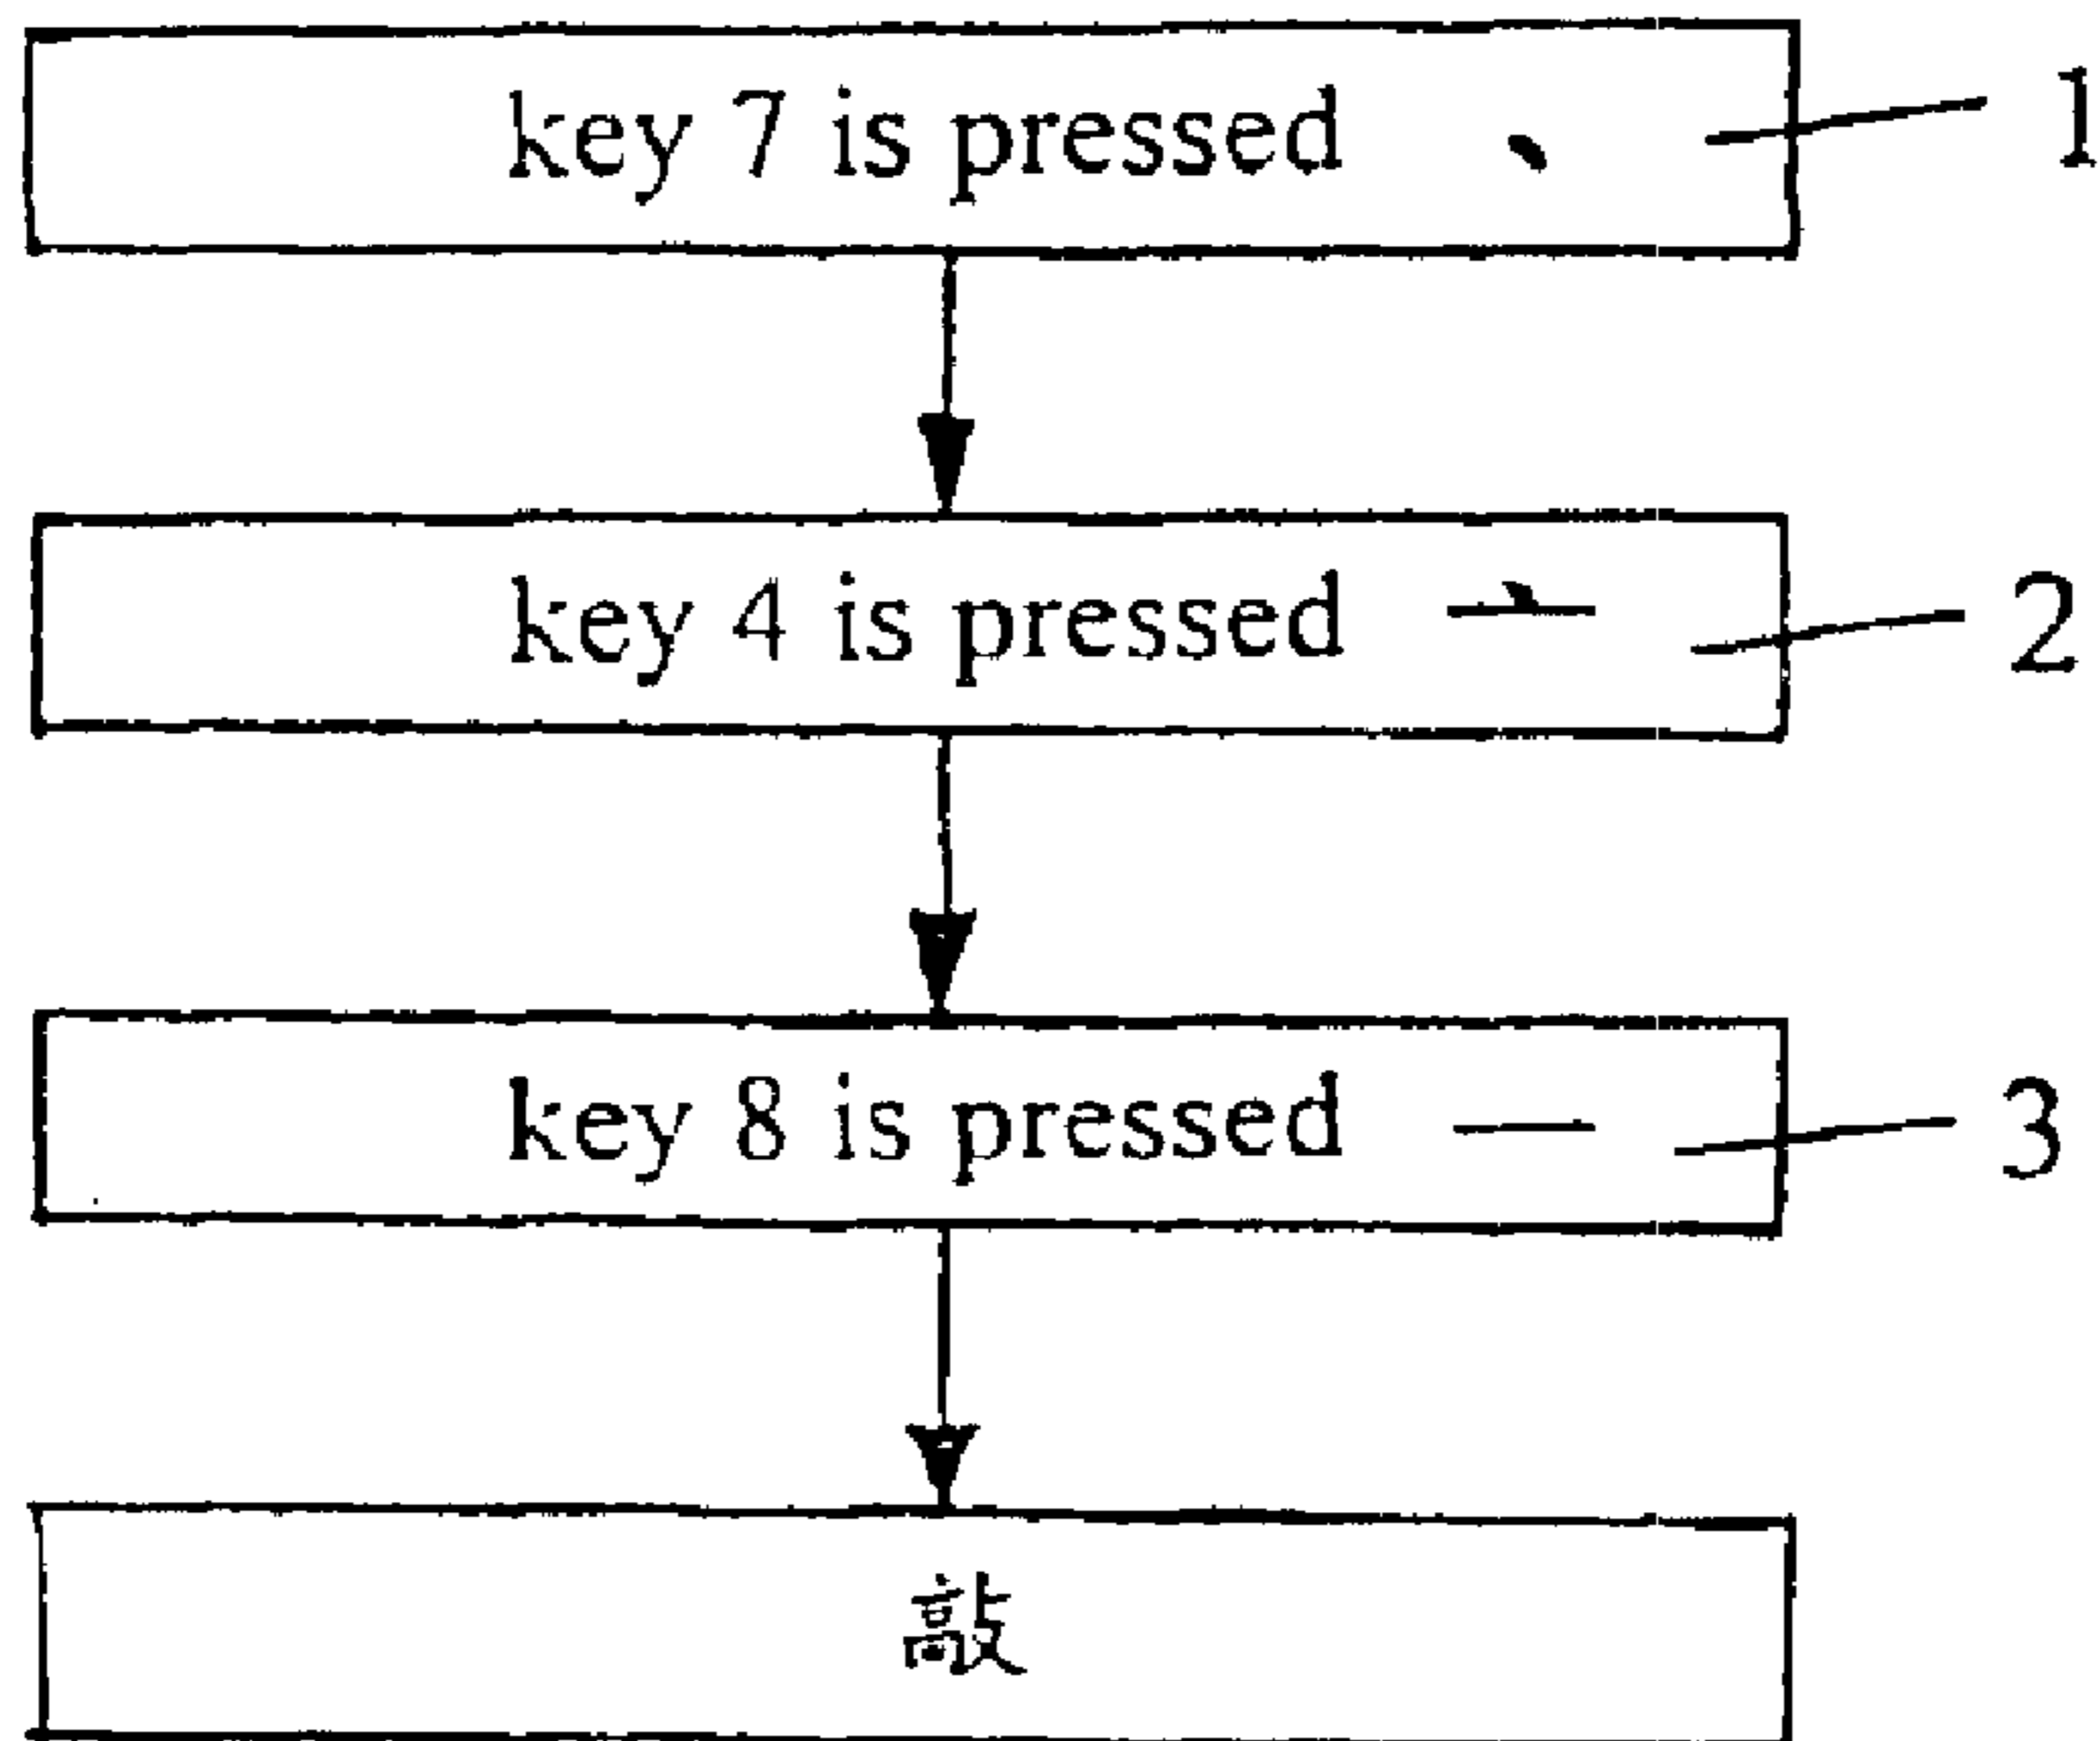 key 7 is pressed 丶 1
key 4 is pressed 亠 2
key 8 is pressed 一 3
敲